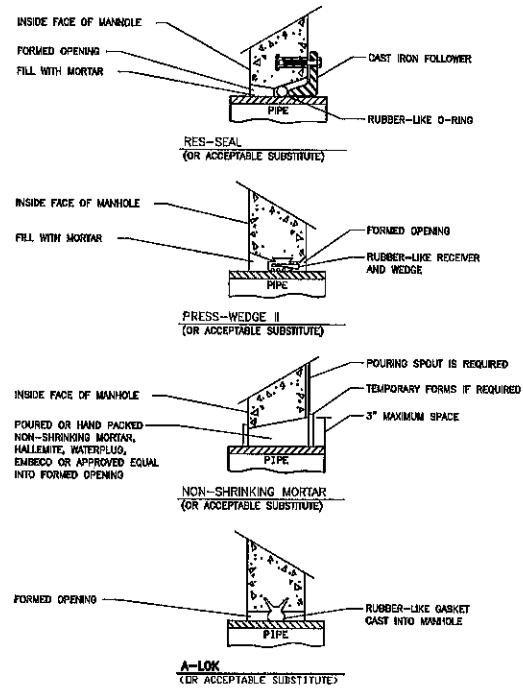 INSIDE FACE OF MANHOLE
FORMED OPENING
FILL WITH MORTAR
CAST IRON FOLLOWER
PIPE
RUBBER-LIKE O-RING
RES-SEAL
(OR ACCEPTABLE SUBSTITUTE)
INSIDE FACE OF MANHOLE
FORMED OPENING
FILL WITH MORTAR
RUBBER-LIKE RECEIVER
AND WEDGE
PIPE
PRESS-WEDGE II
(OR ACCEPTABLE SUBSTITUTE)
POURING SPOUT IS REQUIRED
TEMPORARY FORMS IF REQUIRED
INSIDE FACE OF MANHOLE
3" MAXIMUM SPACE
POURED OR HAND PACKED
NON-SHRINKING MORTAR,
HALLEMITE, WATERPLUG,
EMBECO OR APPROVED EQUAL
INTO FORMED OPENING
PIPE
NON-SHRINKING MORTAR
(OR ACCEPTABLE SUBSTITUTE)
FORMED OPENING
RUBBER-LIKE GASKET
CAST INTO MANHOLE
PIPE
A-LOK
(OR ACCEPTABLE SUBSTITUTE)